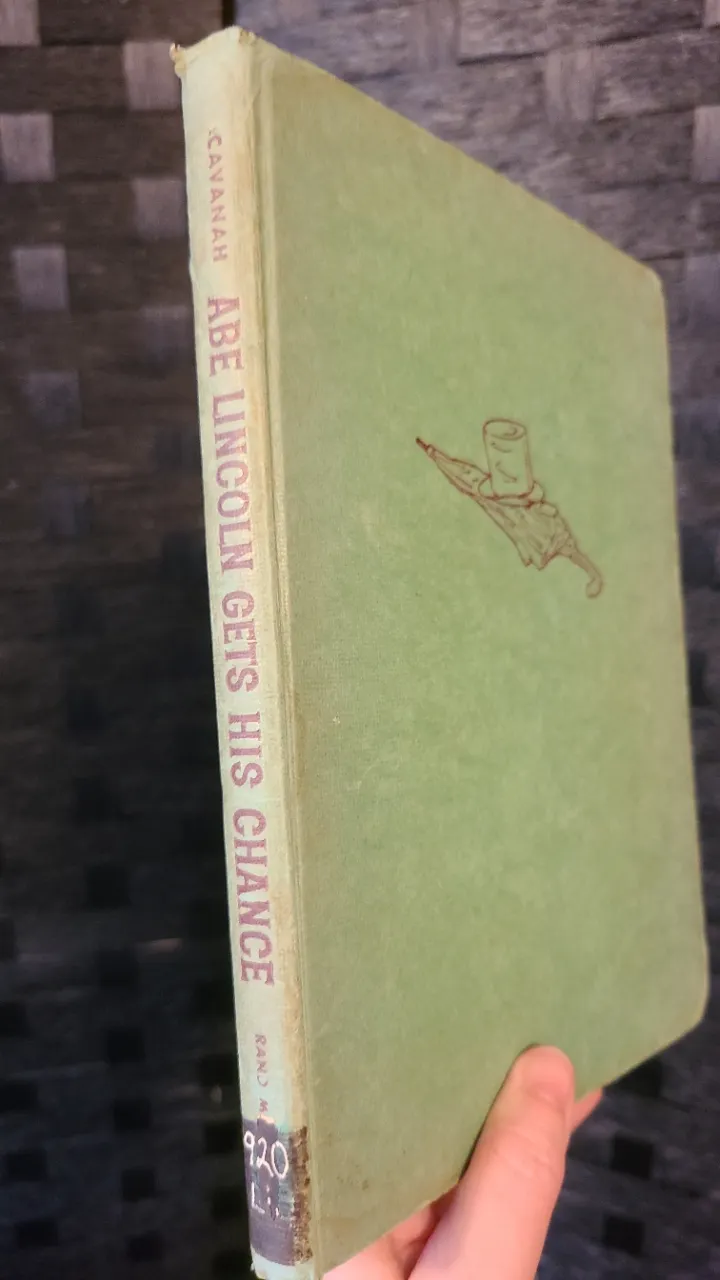 CAVANAH
ABE LINCOLN GETS HIS CHANCE
RAND M
920